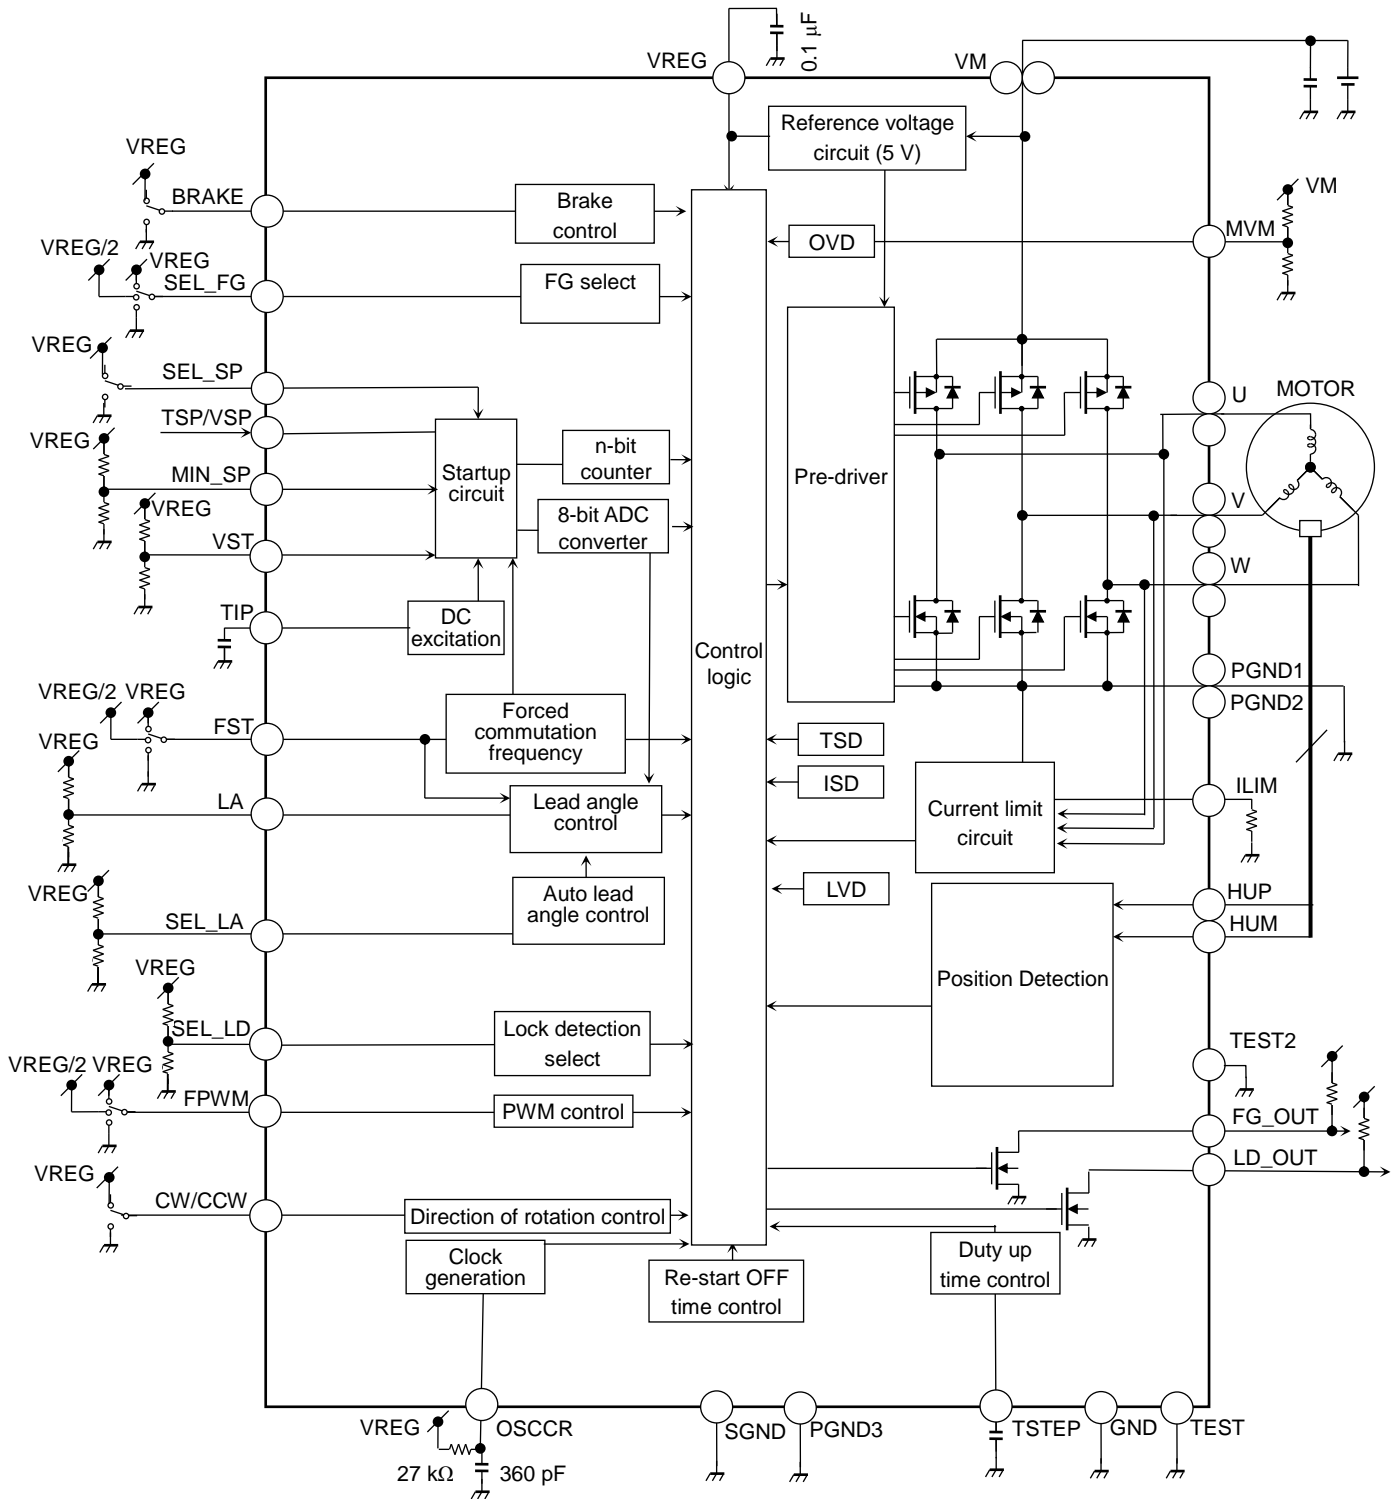 VREG
0.1 μF
VM
Reference voltage
circuit (5 V)
VREG
BRAKE
Brake
control
VM
MVM
OVD
VREG/2
VREG
SEL_FG
FG select
VREG
SEL_SP
TSP/VSP
VREG
MIN_SP
VREG
VST
Startup
circuit
n-bit
counter
8-bit ADC
converter
Pre-driver
U
MOTOR
V
W
TIP
DC
excitation
Control
logic
PGND1
PGND2
VREG/2
VREG
FST
Forced
commutation
frequency
TSD
ISD
VREG
LA
Lead angle
control
Current limit
circuit
ILIM
LVD
VREG
SEL_LA
Auto lead
angle control
HUP
HUM
Position Detection
VREG
SEL_LD
Lock detection
select
TEST2
VREG/2
VREG
FPWM
PWM control
FG_OUT
LD_OUT
VREG
CW/CCW
Direction of rotation control
Clock
generation
Re-start OFF
time control
Duty up
time control
VREG
OSCCR
27 kΩ
360 pF
SGND
PGND3
TSTEP
GND
TEST